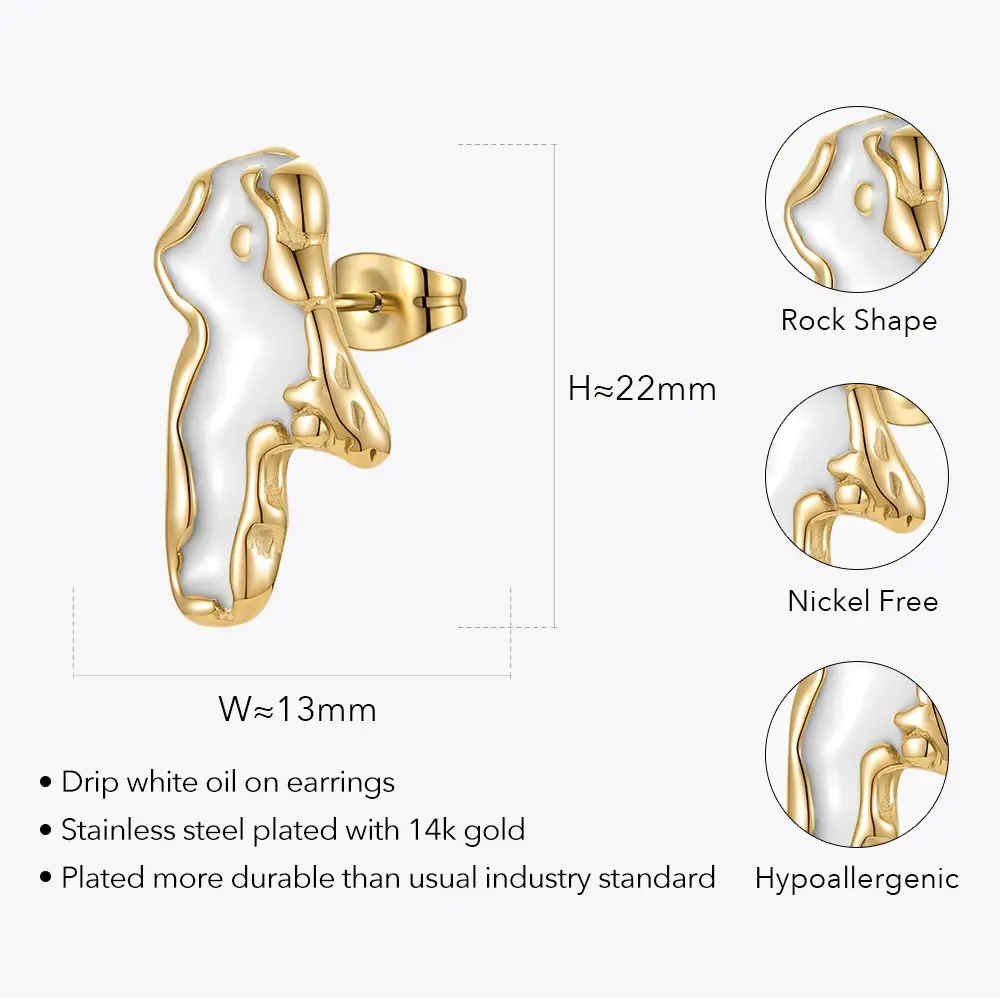 Rock Shape
H≈22mm
Nickel Free
W≈13mm
• Drip white oil on earrings
• Stainless steel plated with 14k gold
• Plated more durable than usual industry standard
Hypoallergenic